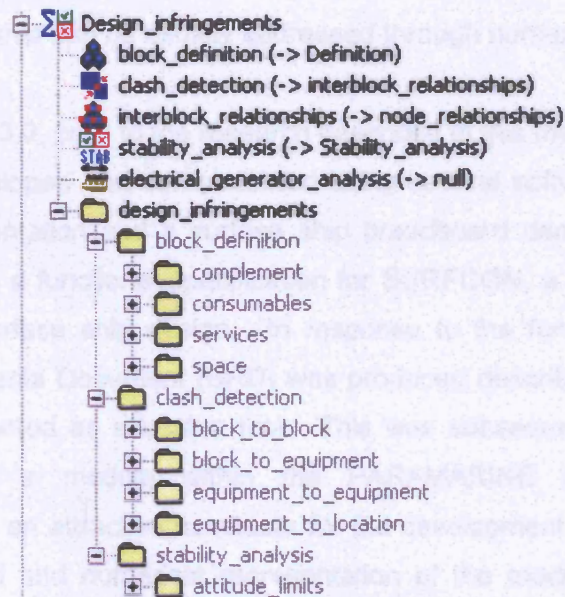 Design_infringements
block_definition (-> Definition)
clash_detection (-> interblock_relationships)
interblock_relationships (-> node_relationships)
stability_analysis (-> Stability_analysis)
electrical_generator_analysis (-> null)
design_infringements
block_definition
complement
consumables
services
space
clash_detection
block_to_block
block_to_equipment
equipment_to_equipment
equipment_to_location
stability_analysis
attitude_limits